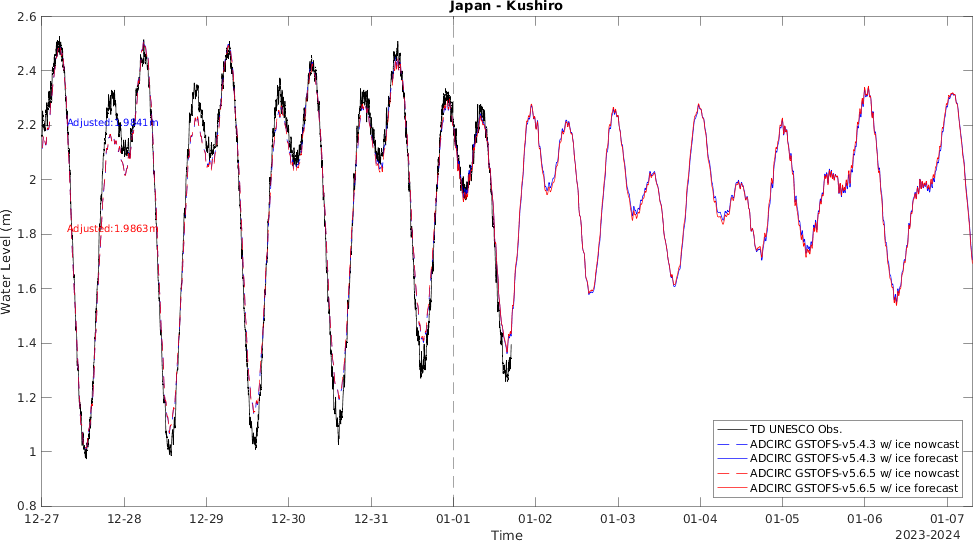 Japan - Kushiro
2.6
2.4
2.2
2
1.8
1.6
1.4
1.2
1
0.8
Water Level (m)
Adjusted:1.9841m
Adjusted:1.9863m
TD UNESCO Obs.
ADCIRC GSTOFS-v5.4.3 w/ ice nowcast
ADCIRC GSTOFS-v5.4.3 w/ ice forecast
ADCIRC GSTOFS-v5.6.5 w/ ice nowcast
ADCIRC GSTOFS-v5.6.5 w/ ice forecast
12-27 12-28 12-29 12-30 12-31 01-01 01-02 01-03 01-04 01-05 01-06 01-07
Time
2023-2024